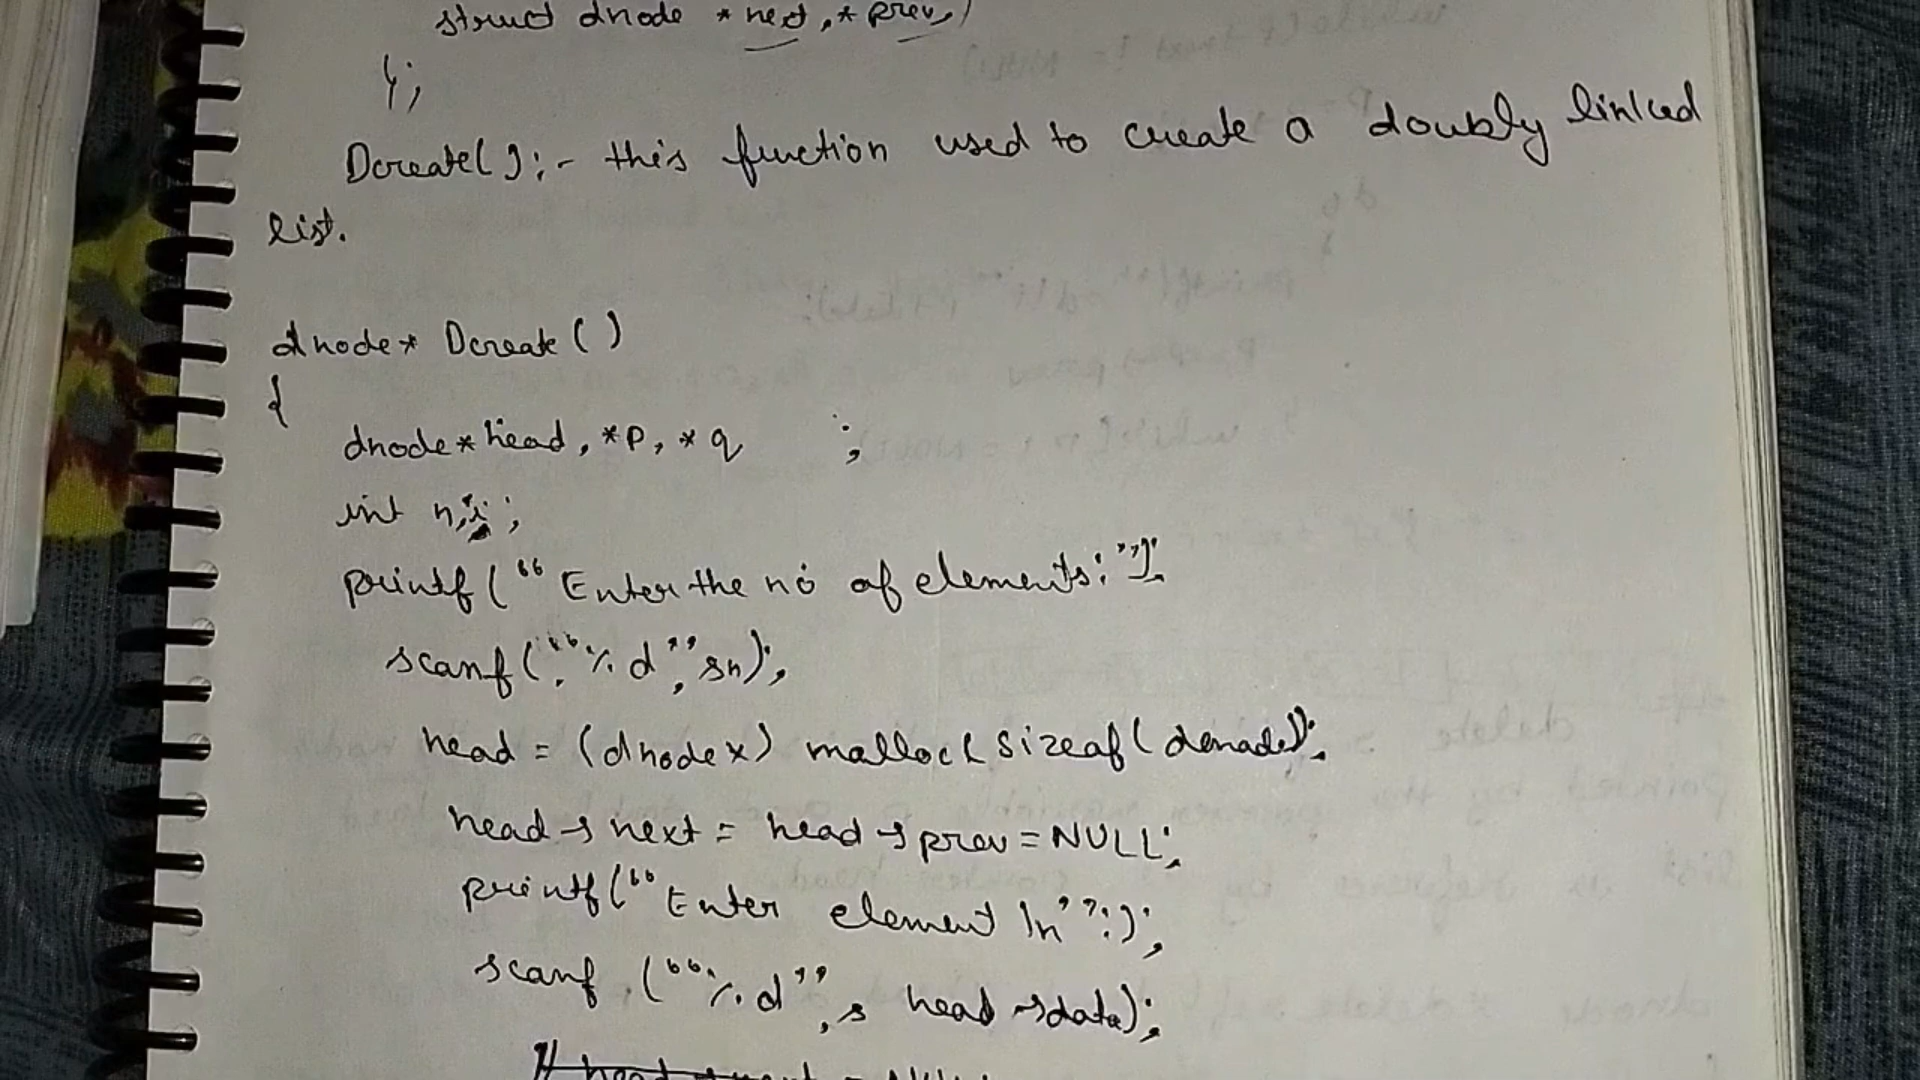 struct dnode *next, *prev;
};
Dcreate():- this function used to create a doubly linked
list.
dnode* Dcreate()
{
dnode* head, *p, *q ;
int n,i;
printf("Enter the no of elements:");
scanf("%d", sn);
head = (dnode x) malloc( sizeof( denode));
head → next = head → prev = NULL;
printf("Enter element \n":);
scanf ("%d", s head → data);